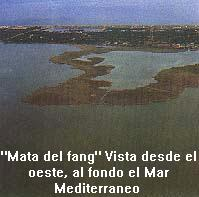 "Mata del fang" Vista desde el
oeste, al fondo el Mar
Mediterraneo